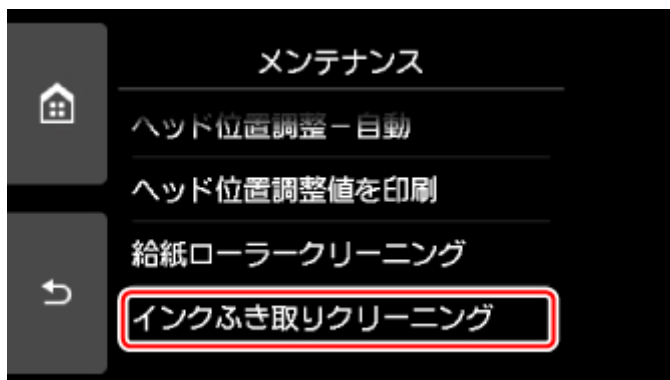 メンテナンス
ヘッド位置調整－自動
ヘッド位置調整値を印刷
給紙ローラークリーニング
インクふき取りクリーニング